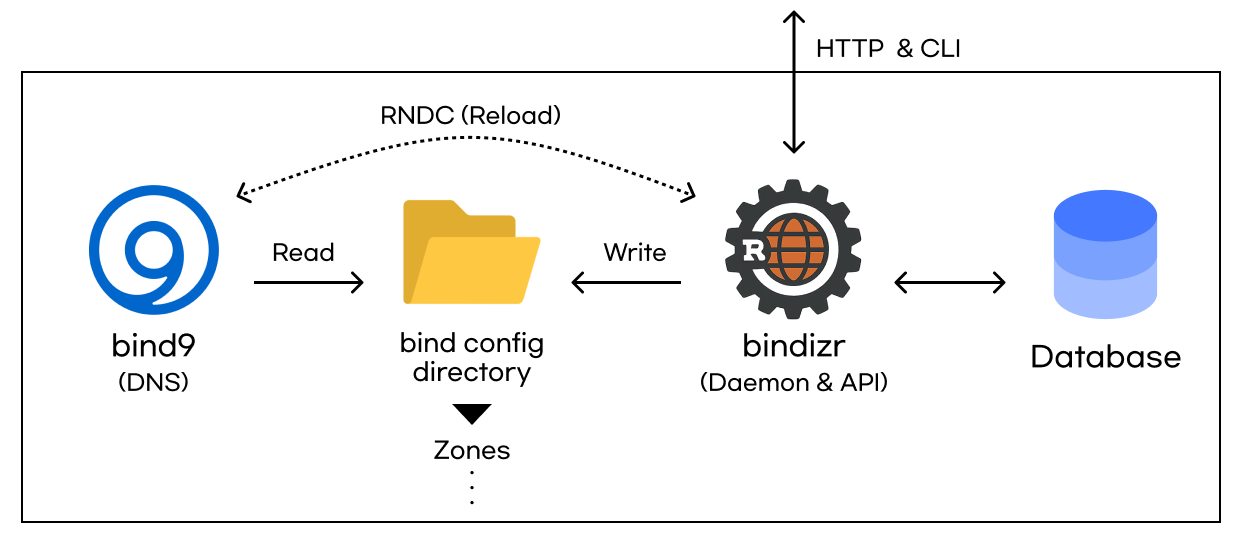 HTTP & CLI
RNDC (Reload)
Read
Write
R
bind9
(DNS)
bind config
directory
Zones
bindizr
(Daemon & API)
Database